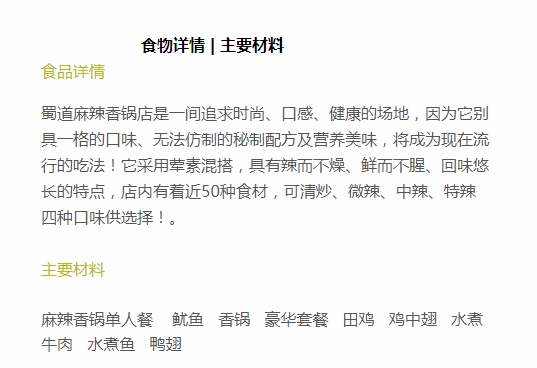 食物详情 | 主要材料
食品详情
蜀道麻辣香锅店是一间追求时尚、口感、健康的场地，因为它别
具一格的口味、无法仿制的秘制配方及营养美味，将成为现在流
行的吃法！它采用荤素混搭，具有辣而不燥、鲜而不腥、回味悠
长的特点，店内有着近50种食材，可清炒、微辣、中辣、特辣
四种口味供选择！。
主要材料
麻辣香锅单人餐 鱿鱼 香锅 豪华套餐 田鸡 鸡中翅 水煮
牛肉 水煮鱼 鸭翅